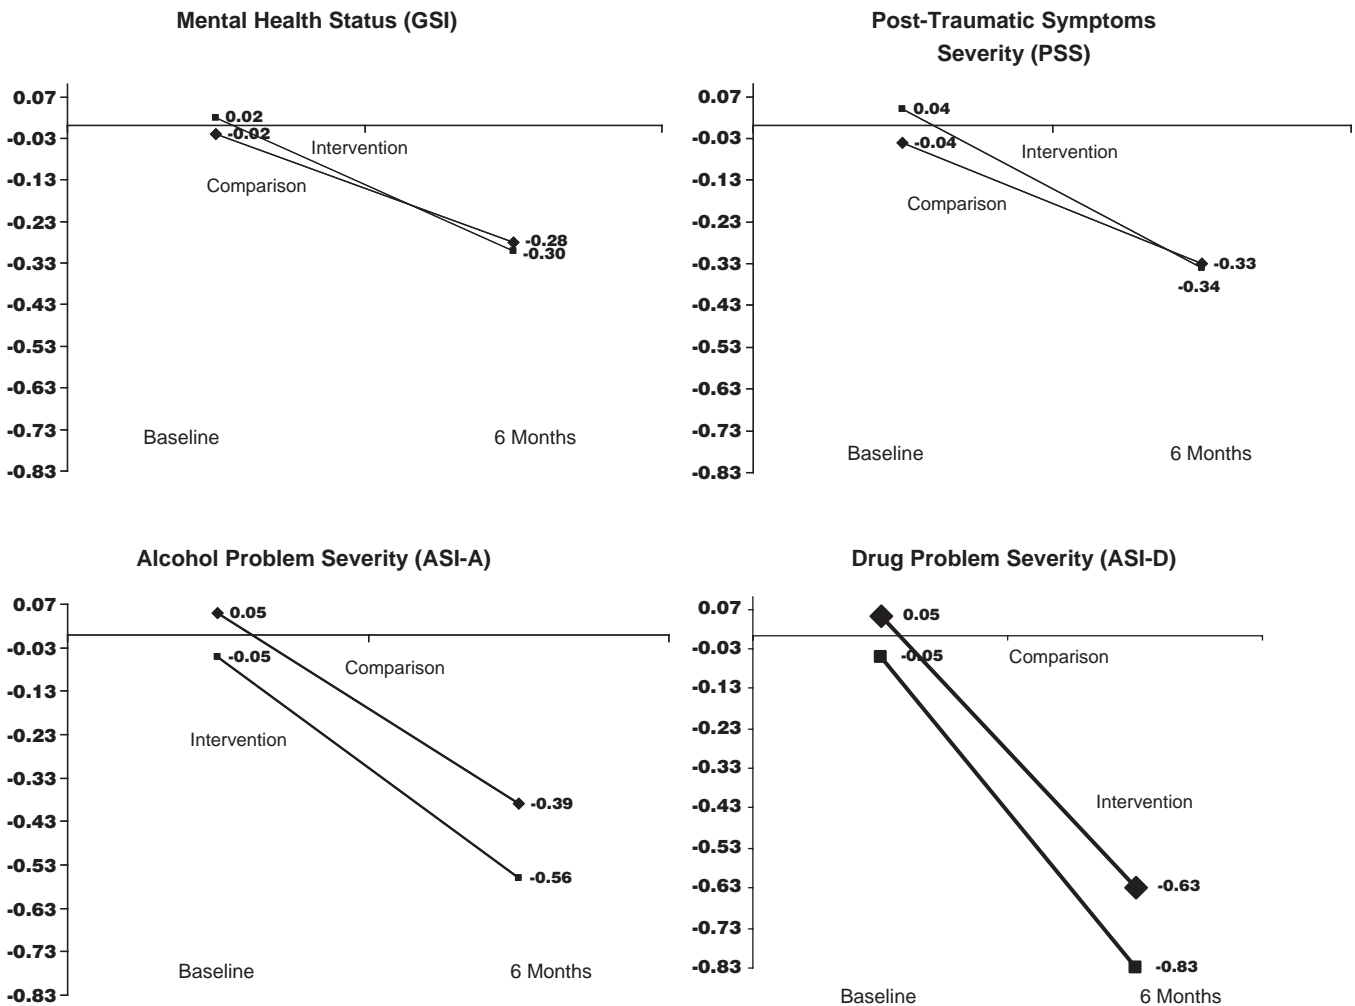 Mental Health Status (GSI)
0.07
-0.03
-0.13
-0.23
-0.33
-0.43
-0.53
-0.63
-0.73
-0.83
0.02
-0.02
Intervention
Comparison
-0.28
-0.30
Baseline
6 Months
Post-Traumatic Symptoms
Severity (PSS)
0.07
-0.03
-0.13
-0.23
-0.33
-0.43
-0.53
-0.63
-0.73
-0.83
0.04
-0.04
Intervention
Comparison
-0.33
-0.34
Baseline
6 Months
Alcohol Problem Severity (ASI-A)
0.07
-0.03
-0.13
-0.23
-0.33
-0.43
-0.53
-0.63
-0.73
-0.83
0.05
-0.05
Comparison
Intervention
-0.39
-0.56
Baseline
6 Months
Drug Problem Severity (ASI-D)
0.07
-0.03
-0.13
-0.23
-0.33
-0.43
-0.53
-0.63
-0.73
-0.83
0.05
-0.05
Comparison
Intervention
-0.63
-0.83
Baseline
6 Months